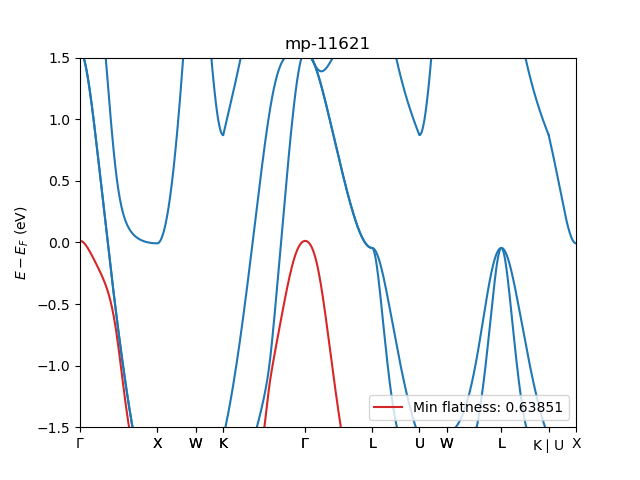 mp-11621
1.5
1.0
0.5
0.0
−0.5
−1.0
−1.5
E − E_F (eV)
Min flatness: 0.63851
Γ X W K Γ L U W L K | U X